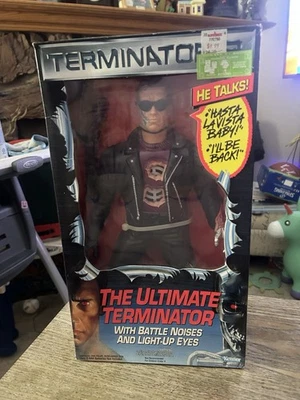 TERMINATOR
HE TALKS!
"HASTA
LA VISTA
BABY!"
"I'LL BE
BACK!"
THE ULTIMATE
TERMINATOR
WITH BATTLE NOISES
AND LIGHT-UP EYES